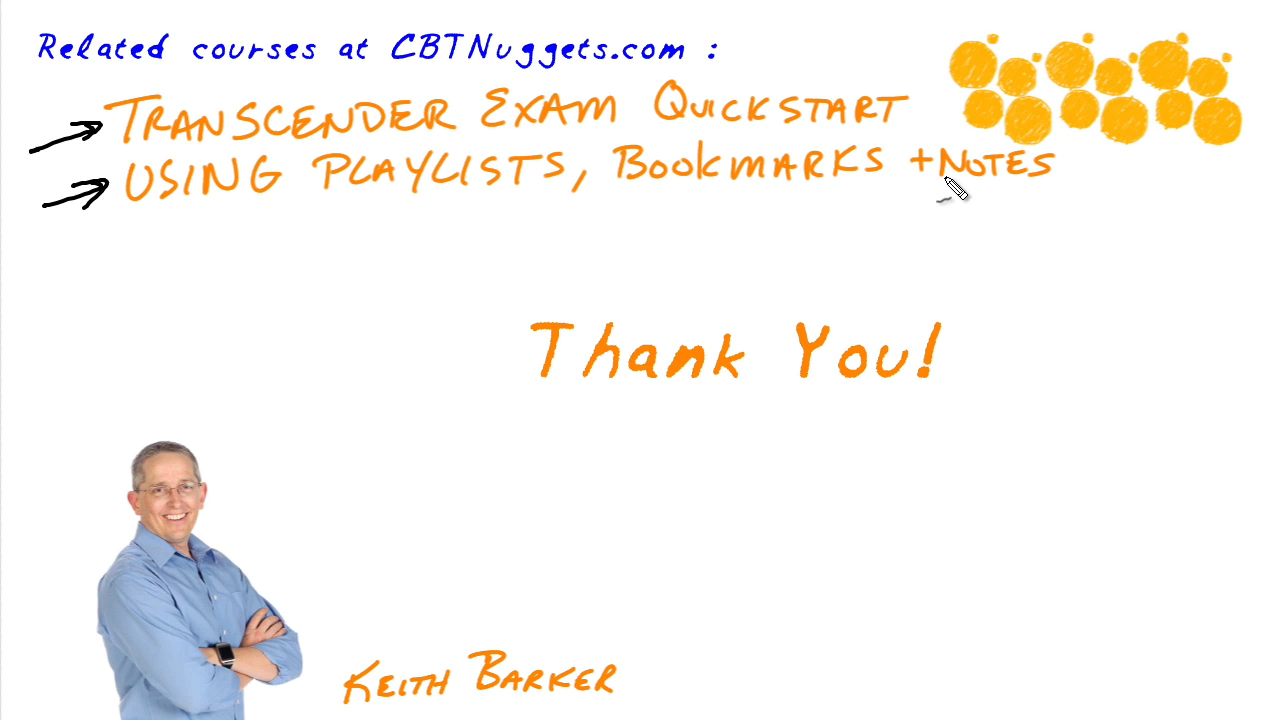 Related courses at CBTNuggets.com :
TRANSCENDER EXAM QUICKSTART
USING PLAYLISTS, BOOKMARKS + NOTES
Thank You!
KEITH BARKER